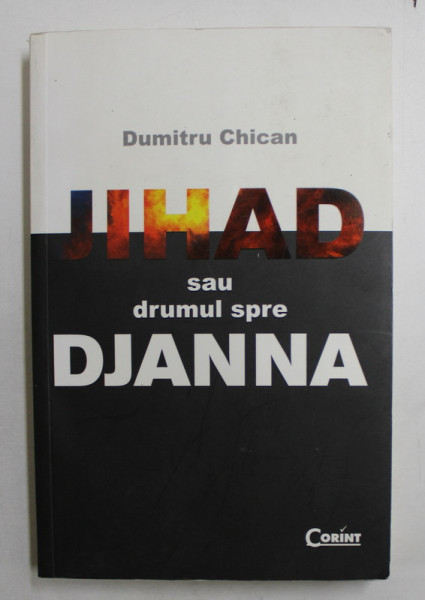 Dumitru Chican
JIHAD
sau
drumul spre
DJANNA
CORINT